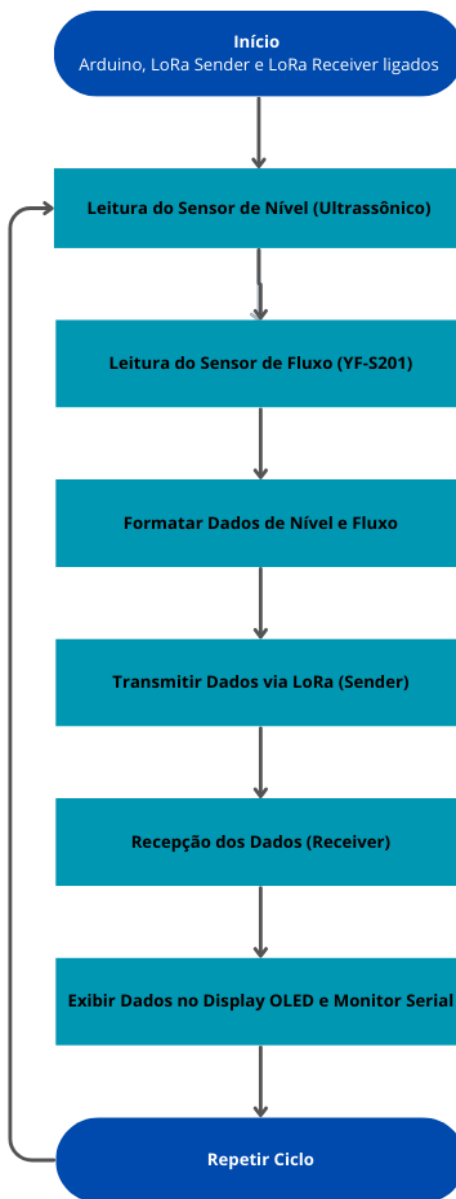 Início
Arduino, LoRa Sender e LoRa Receiver ligados
Leitura do Sensor de Nível (Ultrassônico)
Leitura do Sensor de Fluxo (YF-S201)
Formatar Dados de Nível e Fluxo
Transmitir Dados via LoRa (Sender)
Recepção dos Dados (Receiver)
Exibir Dados no Display OLED e Monitor Serial
Repetir Ciclo